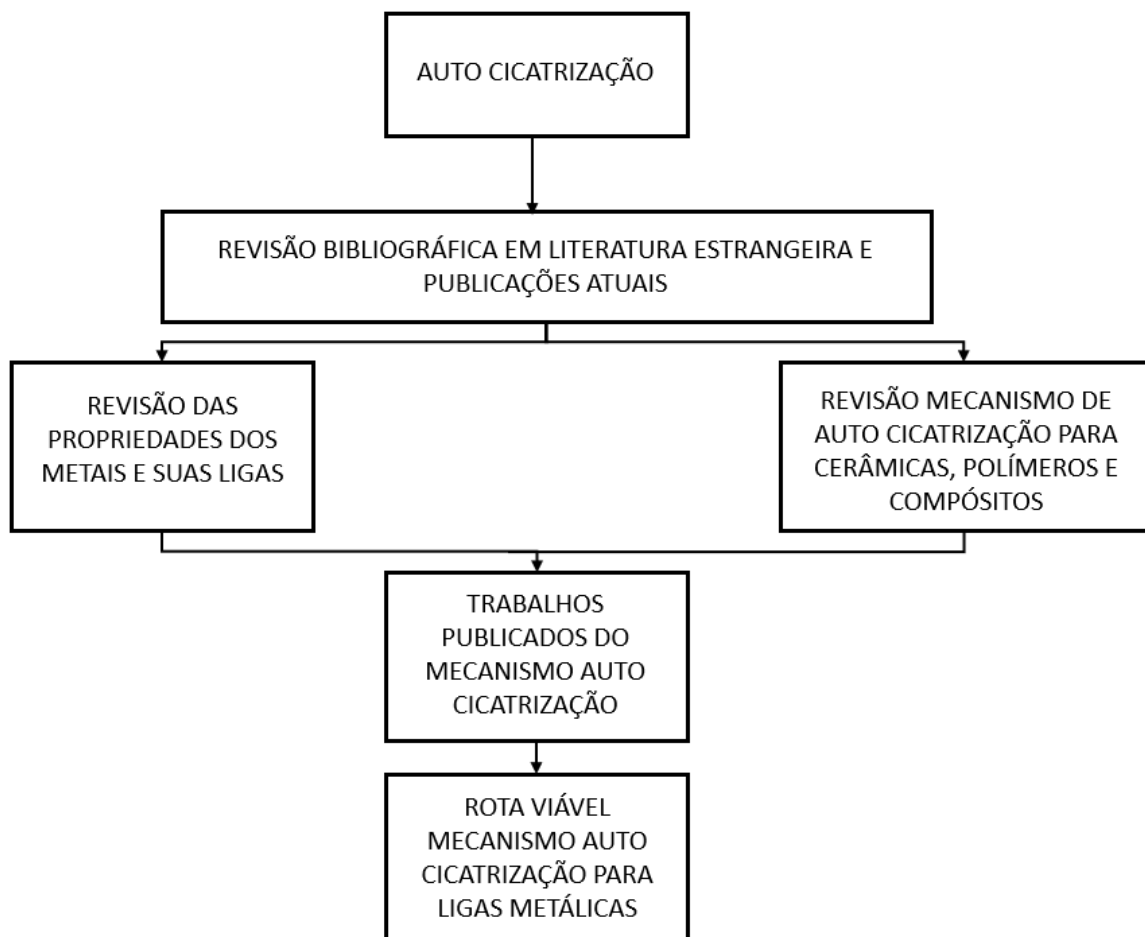 AUTO CICATRIZAÇÃO
REVISÃO BIBLIOGRÁFICA EM LITERATURA ESTRANGEIRA E
PUBLICAÇÕES ATUAIS
REVISÃO DAS
PROPRIEDADES DOS
METAIS E SUAS LIGAS
REVISÃO MECANISMO DE
AUTO CICATRIZAÇÃO PARA
CERÂMICAS, POLÍMEROS E
COMPÓSITOS
TRABALHOS
PUBLICADOS DO
MECANISMO AUTO
CICATRIZAÇÃO
ROTA VIÁVEL
MECANISMO AUTO
CICATRIZAÇÃO PARA
LIGAS METÁLICAS